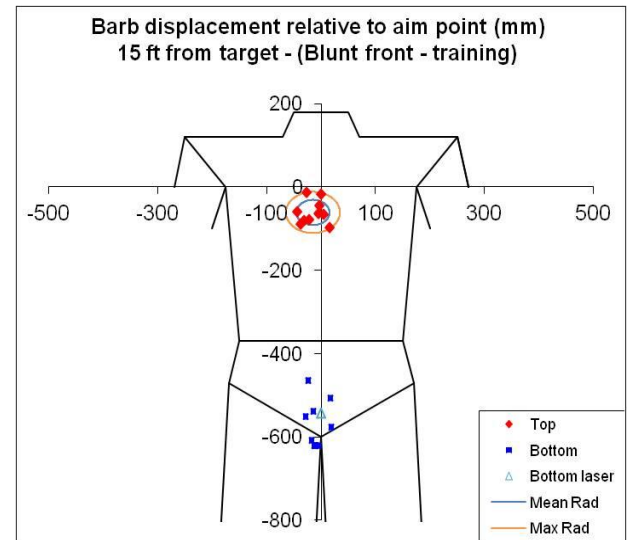 Barb displacement relative to aim point (mm)
15 ft from target - (Blunt front - training)
200
0
-500 -300 -100 100 300 500
-200
-400
-600
-800
Top
Bottom
Bottom laser
Mean Rad
Max Rad